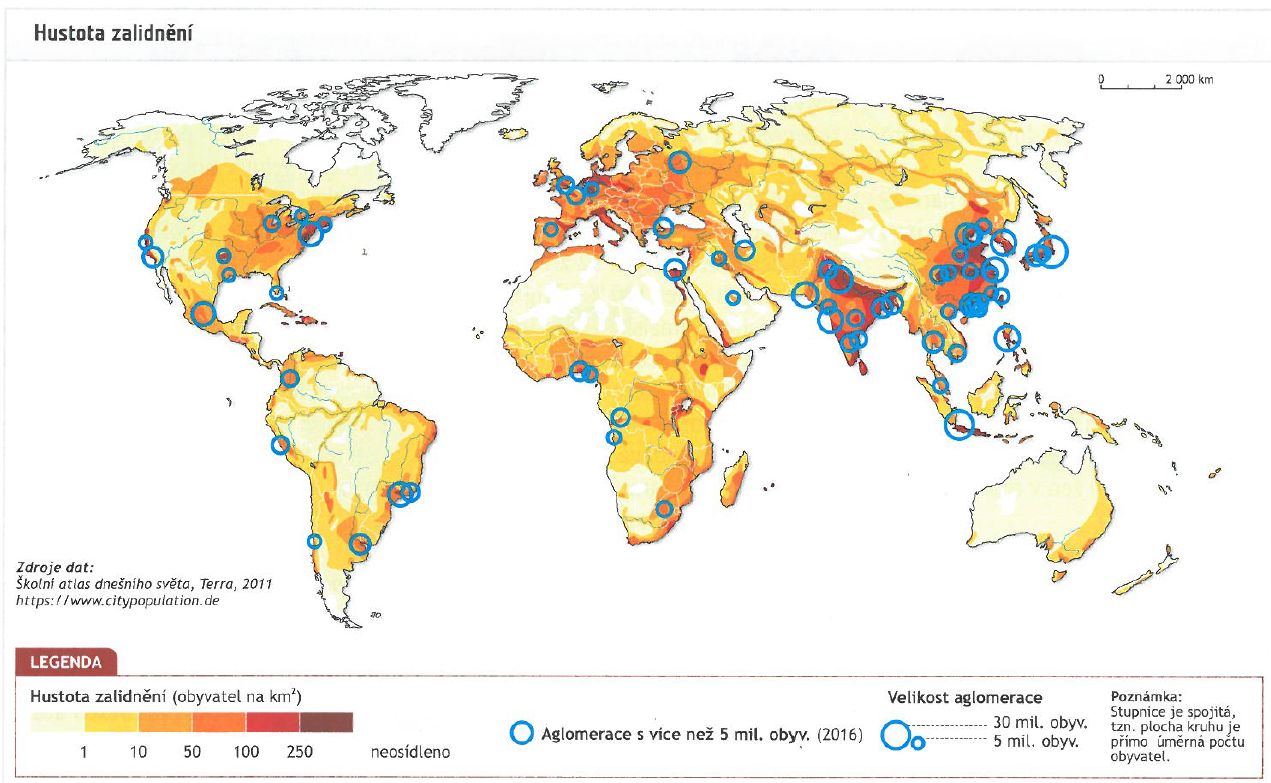 Hustota zalidnění
0 2 000 km
Zdroje dat:
Školní atlas dnešního světa, Terra, 2011
https://www.citypopulation.de
LEGENDA
Hustota zalidnění (obyvatel na km²)
1 10 50 100 250 neosídleno
Aglomerace s více než 5 mil. obyv. (2016)
Velikost aglomerace
30 mil. obyv.
5 mil. obyv.
Poznámka:
Stupnice je spojitá,
tzn. plocha kruhu je
přímo úměrná počtu
obyvatel.